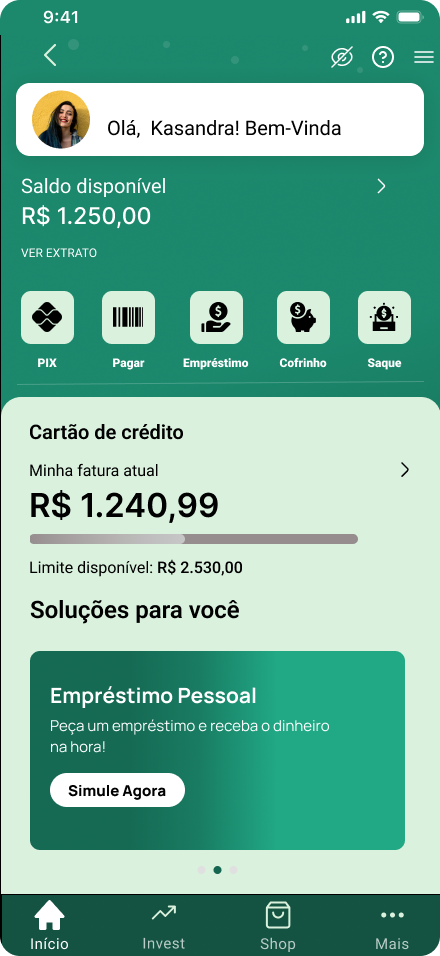 9:41
Olá,  Kasandra! Bem-Vinda
Saldo disponível
R$ 1.250,00
VER EXTRATO
PIX
Pagar
Empréstimo
Cofrinho
Saque
Cartão de crédito
Minha fatura atual
R$ 1.240,99
Limite disponível: R$ 2.530,00
Soluções para você
Empréstimo Pessoal
Peça um empréstimo e receba o dinheiro
na hora!
Simule Agora
Início
Invest
Shop
Mais